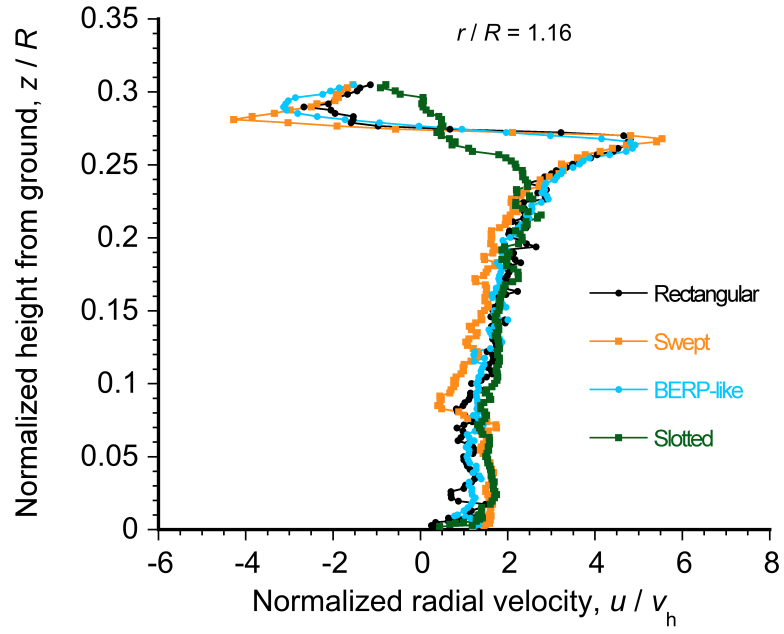 r / R = 1.16
Normalized height from ground, z / R
0.35
0.3
0.25
0.2
0.15
0.1
0.05
0
Rectangular
Swept
BERP-like
Slotted
-6
-4
-2
0
2
4
6
8
Normalized radial velocity, u / vₕ